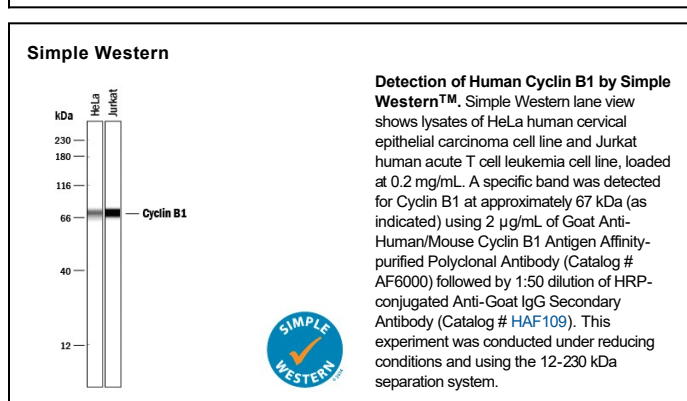 Simple Western
HeLa
Jurkat
kDa
230
180
116
66
40
12
Cyclin B1
SIMPLE
WESTERN
Detection of Human Cyclin B1 by Simple
Western™. Simple Western lane view
shows lysates of HeLa human cervical
epithelial carcinoma cell line and Jurkat
human acute T cell leukemia cell line, loaded
at 0.2 mg/mL. A specific band was detected
for Cyclin B1 at approximately 67 kDa (as
indicated) using 2 µg/mL of Goat Anti-
Human/Mouse Cyclin B1 Antigen Affinity-
purified Polyclonal Antibody (Catalog #
AF6000) followed by 1:50 dilution of HRP-
conjugated Anti-Goat IgG Secondary
Antibody (Catalog # HAF109). This
experiment was conducted under reducing
conditions and using the 12-230 kDa
separation system.